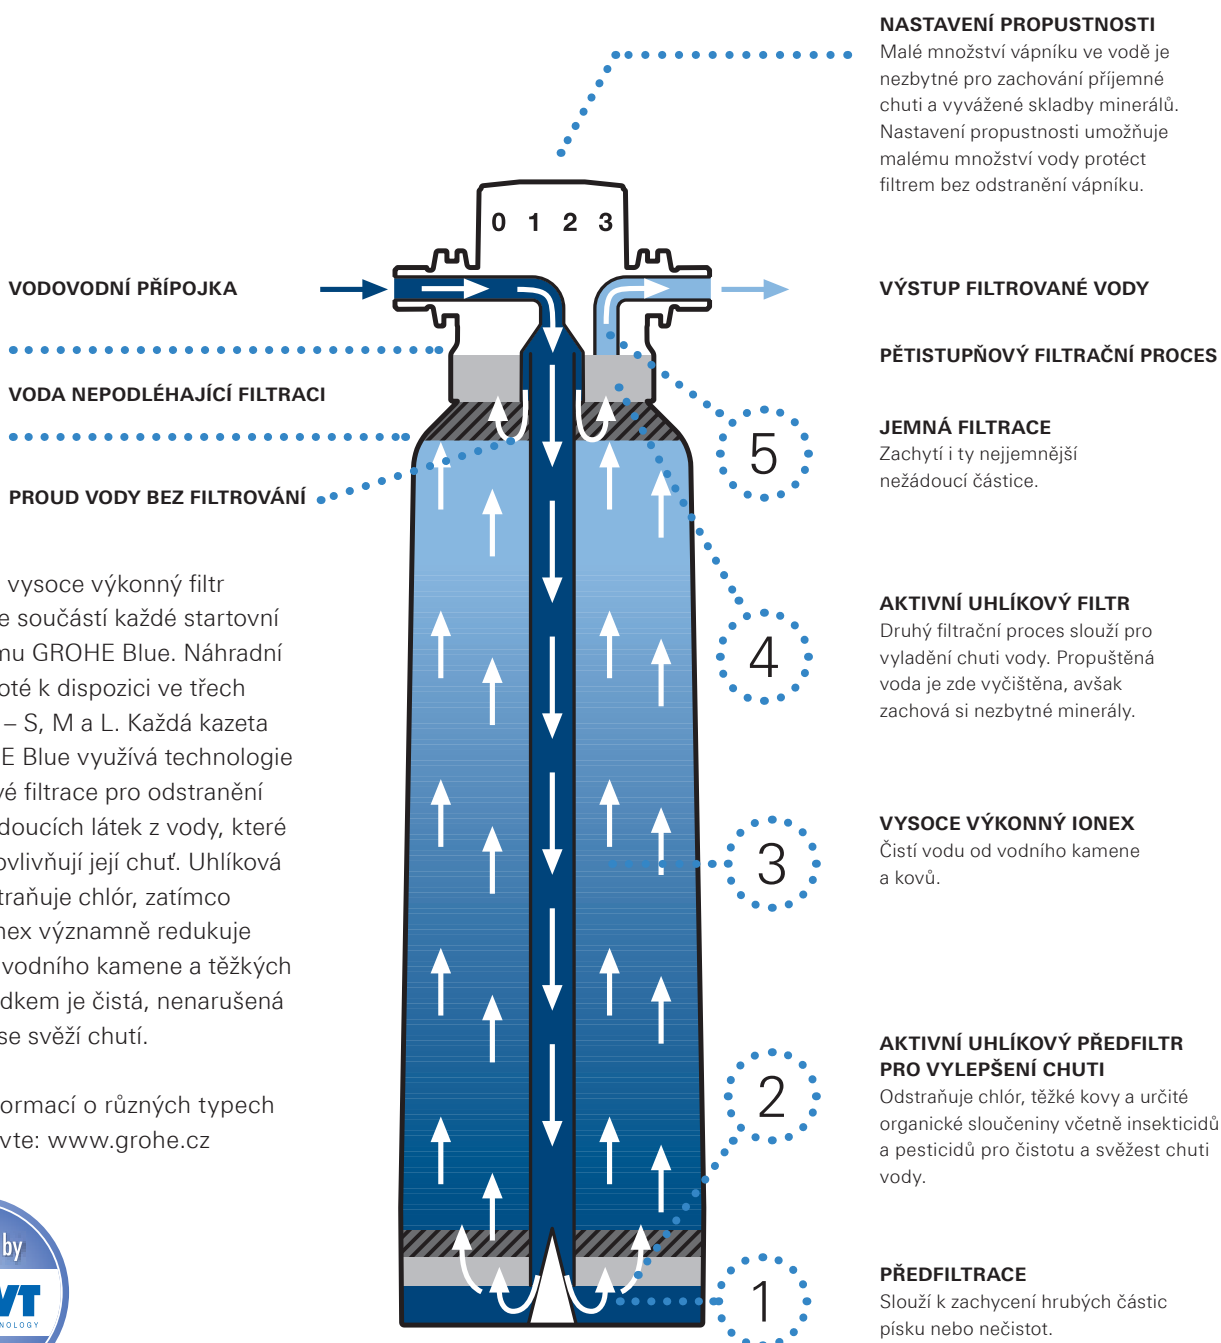 NASTAVENÍ PROPUSTNOSTI
Malé množství vápníku ve vodě je
nezbytné pro zachování příjemné
chuti a vyvážené skladby minerálů.
Nastavení propustnosti umožňuje
malému množství vody protéct
filtrem bez odstranění vápníku.
0 1 2 3
VODOVODNÍ PŘÍPOJKA
VÝSTUP FILTROVANÉ VODY
PĚTISTUPŇOVÝ FILTRAČNÍ PROCES
VODA NEPODLÉHAJÍCÍ FILTRACI
PROUD VODY BEZ FILTROVÁNÍ
5
JEMNÁ FILTRACE
Zachytí i ty nejjemnější
nežádoucí částice.
4
AKTIVNÍ UHLÍKOVÝ FILTR
Druhý filtrační proces slouží pro
vyladění chuti vody. Propuštěná
voda je zde vyčištěna, avšak
zachová si nezbytné minerály.
3
VYSOCE VÝKONNÝ IONEX
Čistí vodu od vodního kamene
a kovů.
2
AKTIVNÍ UHLÍKOVÝ PŘEDFILTR
PRO VYLEPŠENÍ CHUTI
Odstraňuje chlór, těžké kovy a určité
organické sloučeniny včetně insekticidů
a pesticidů pro čistotu a svěžest chuti
vody.
1
PŘEDFILTRACE
Slouží k zachycení hrubých částic
písku nebo nečistot.
vysoce výkonný filtr
e součástí každé startovní
mu GROHE Blue. Náhradní
oté k dispozici ve třech
– S, M a L. Každá kazeta
E Blue využívá technologie
vé filtrace pro odstranění
doucích látek z vody, které
ovlivňují její chuť. Uhlíková
traňuje chlór, zatímco
nex významně redukuje
vodního kamene a těžkých
dkem je čistá, nenarušená
se svěží chutí.
ormací o různých typech
vte: www.grohe.cz
by
VT
NOLOGY